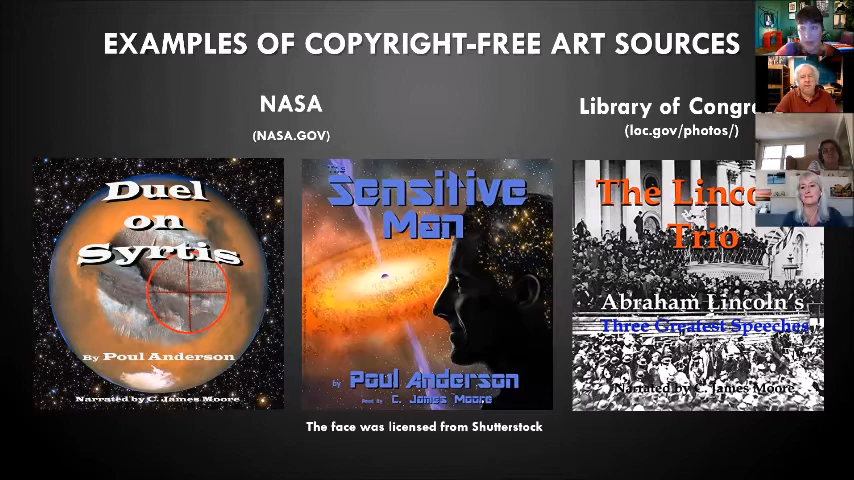 EXAMPLES OF COPYRIGHT-FREE ART SOURCES
NASA
(NASA.GOV)
Library of Congr
(loc.gov/photos/)
Duel
on
Syrtis
By Poul Anderson
Narrated by C. James Moore
The
Sensitive
Man
by Poul Anderson
Read By C. James Moore
The face was licensed from Shutterstock
The Linco
Trio
Abraham Lincoln's
Three Greatest Speeches
Narrated by C. James Moore